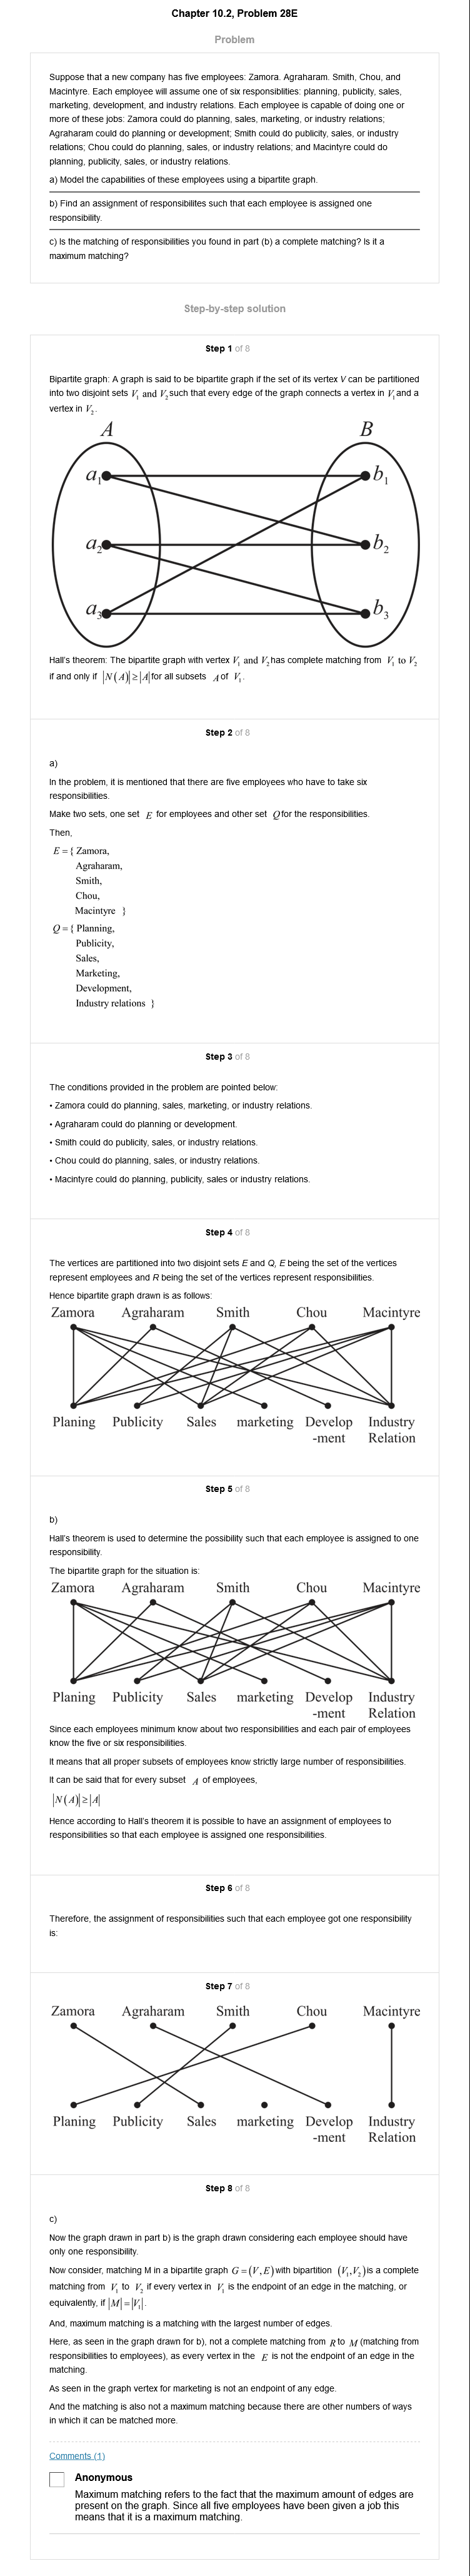 Chapter 10.2, Problem 28E
Problem
Suppose that a new company has five employees: Zamora. Agraharam. Smith, Chou, and
Macintyre. Each employee will assume one of six responsiblities: planning, publicity, sales,
marketing, development, and industry relations. Each employee is capable of doing one or
more of these jobs: Zamora could do planning, sales, marketing, or industry relations;
Agraharam could do planning or development; Smith could do publicity, sales, or industry
relations; Chou could do planning, sales, or industry relations; and Macintyre could do
planning, publicity, sales, or industry relations.
a) Model the capabilities of these employees using a bipartite graph.
b) Find an assignment of responsibilites such that each employee is assigned one
responsibility.
c) Is the matching of responsibilities you found in part (b) a complete matching? Is it a
maximum matching?
Step-by-step solution
Step 1 of 8
Bipartite graph: A graph is said to be bipartite graph if the set of its vertex V can be partitioned
into two disjoint sets V₁ and V₂ such that every edge of the graph connects a vertex in V₁ and a
vertex in V₂.
A B
a₁ b₁
a₂ b₂
a₃ b₃
Hall's theorem: The bipartite graph with vertex V₁ and V₂ has complete matching from V₁ to V₂
if and only if |N(A)| ≥ |A| for all subsets A of V₁.
Step 2 of 8
a)
In the problem, it is mentioned that there are five employees who have to take six
responsibilities.
Make two sets, one set E for employees and other set Q for the responsibilities.
Then,
E = { Zamora,
Agraharam,
Smith,
Chou,
Macintyre }
Q = { Planning,
Publicity,
Sales,
Marketing,
Development,
Industry relations }
Step 3 of 8
The conditions provided in the problem are pointed below:
• Zamora could do planning, sales, marketing, or industry relations.
• Agraharam could do planning or development.
• Smith could do publicity, sales, or industry relations.
• Chou could do planning, sales, or industry relations.
• Macintyre could do planning, publicity, sales or industry relations.
Step 4 of 8
The vertices are partitioned into two disjoint sets E and Q, E being the set of the vertices
represent employees and R being the set of the vertices represent responsibilities.
Hence bipartite graph drawn is as follows:
Zamora Agraharam Smith Chou Macintyre
Planing Publicity Sales marketing Develop Industry
-ment Relation
Step 5 of 8
b)
Hall's theorem is used to determine the possibility such that each employee is assigned to one
responsibility.
The bipartite graph for the situation is:
Zamora Agraharam Smith Chou Macintyre
Planing Publicity Sales marketing Develop Industry
-ment Relation
Since each employees minimum know about two responsibilities and each pair of employees
know the five or six responsibilities.
It means that all proper subsets of employees know strictly large number of responsibilities.
It can be said that for every subset A of employees,
|N(A)| ≥ |A|
Hence according to Hall's theorem it is possible to have an assignment of employees to
responsibilities so that each employee is assigned one responsibilities.
Step 6 of 8
Therefore, the assignment of responsibilities such that each employee got one responsibility
is:
Step 7 of 8
Zamora Agraharam Smith Chou Macintyre
Planing Publicity Sales marketing Develop Industry
-ment Relation
Step 8 of 8
c)
Now the graph drawn in part b) is the graph drawn considering each employee should have
only one responsibility.
Now consider, matching M in a bipartite graph G = (V, E) with bipartition (V₁, V₂) is a complete
matching from V₁ to V₂ if every vertex in V₁ is the endpoint of an edge in the matching, or
equivalently, if |M| = |V₁|.
And, maximum matching is a matching with the largest number of edges.
Here, as seen in the graph drawn for b), not a complete matching from R to M (matching from
responsibilities to employees), as every vertex in the E is not the endpoint of an edge in the
matching.
As seen in the graph vertex for marketing is not an endpoint of any edge.
And the matching is also not a maximum matching because there are other numbers of ways
in which it can be matched more.
Comments (1)
Anonymous
Maximum matching refers to the fact that the maximum amount of edges are
present on the graph. Since all five employees have been given a job this
means that it is a maximum matching.